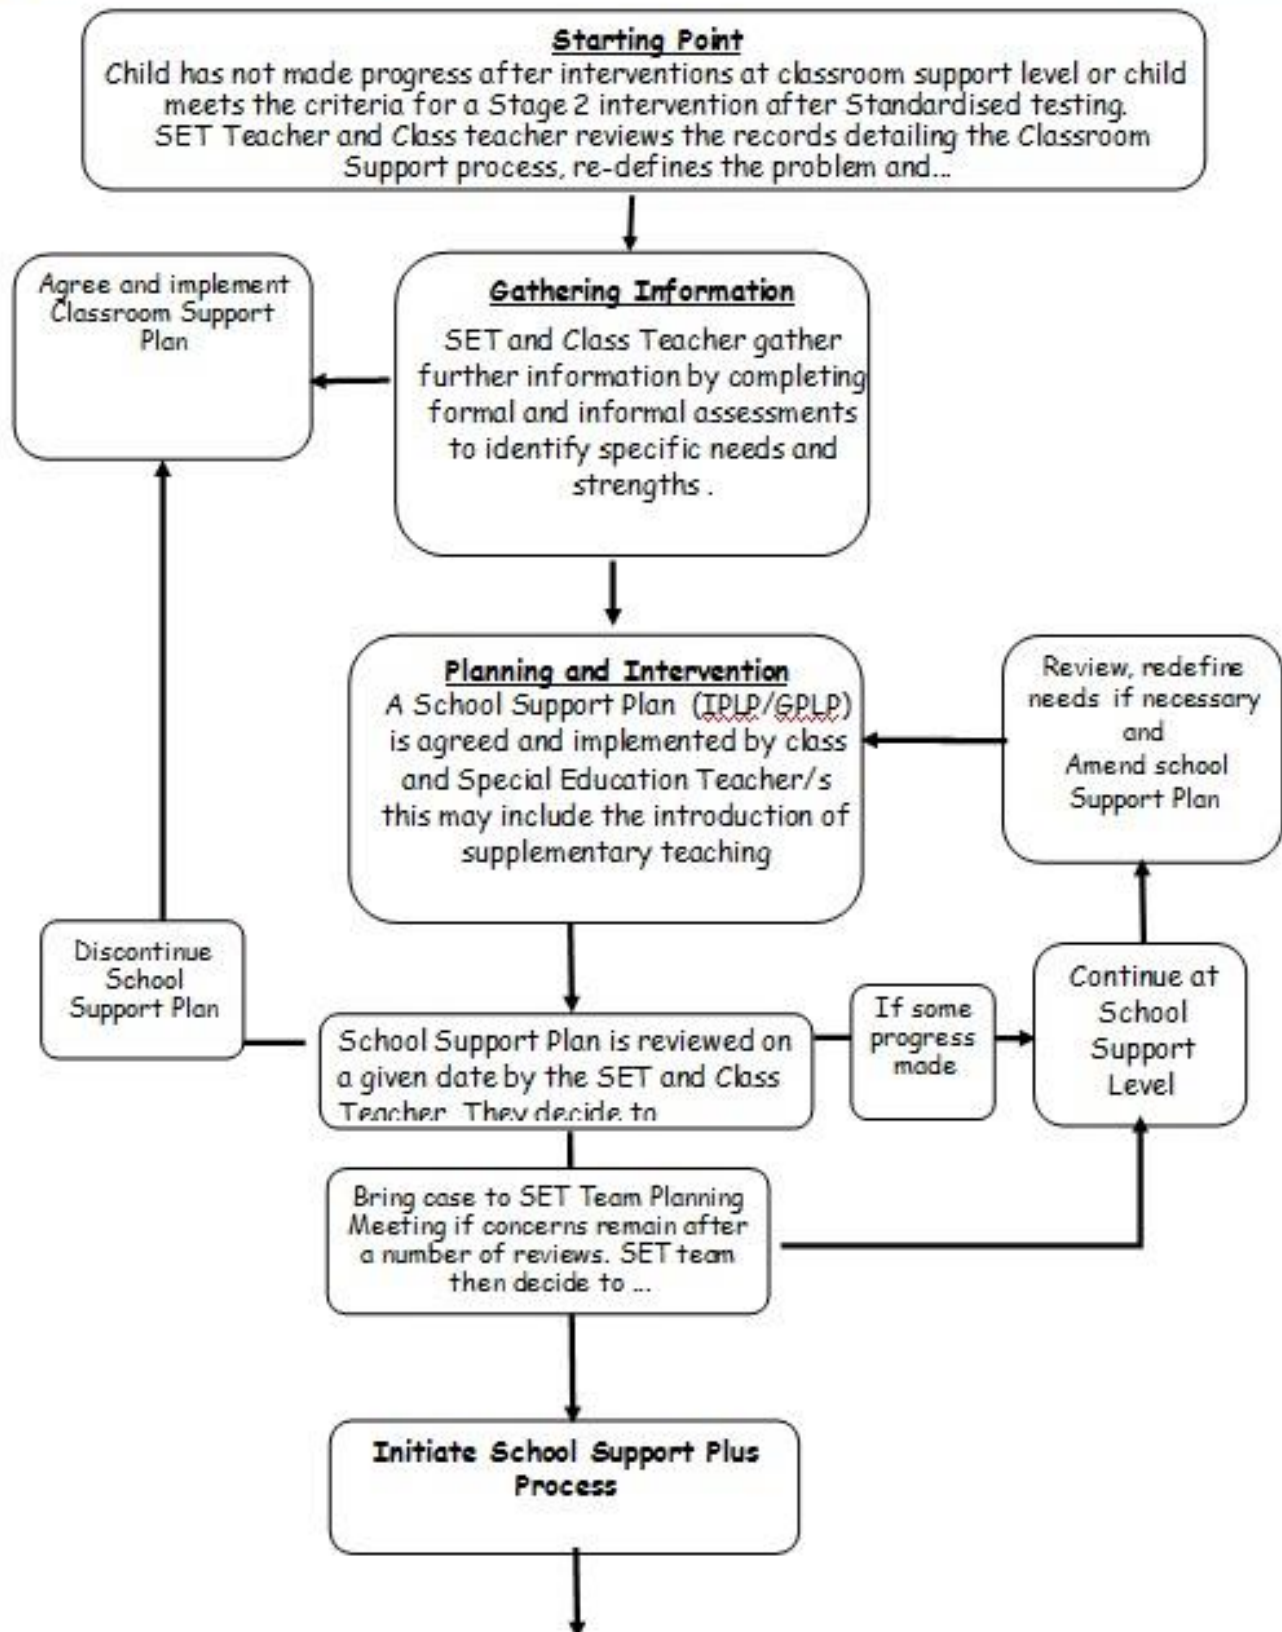 Starting Point
Child has not made progress after interventions at classroom support level or child
meets the criteria for a Stage 2 intervention after Standardised testing.
SET Teacher and Class teacher reviews the records detailing the Classroom
Support process, re-defines the problem and...
Agree and implement
Classroom Support
Plan
Gathering Information
SET and Class Teacher gather
further information by completing
formal and informal assessments
to identify specific needs and
strengths .
Planning and Intervention
A School Support Plan (IPLP/GPLP)
is agreed and implemented by class
and Special Education Teacher/s
this may include the introduction of
supplementary teaching
Review, redefine
needs if necessary
and
Amend school
Support Plan
Discontinue
School
Support Plan
School Support Plan is reviewed on
a given date by the SET and Class
Teacher. They decide to
If some
progress
made
Continue at
School
Support
Level
Bring case to SET Team Planning
Meeting if concerns remain after
a number of reviews. SET team
then decide to ...
Initiate School Support Plus
Process